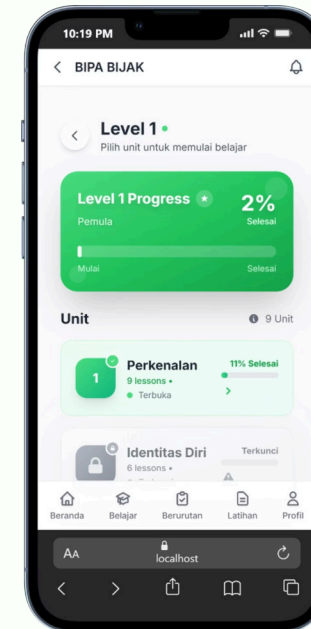 10:19 PM
BIPA BIJAK
Level 1
Pilih unit untuk memulai belajar
Level 1 Progress
2%
Pemula
Selesai
Mulai
Selesai
Unit
9 Unit
1
Perkenalan
11% Selesai
9 lessons •
Terbuka
Identitas Diri
Terkunci
6 lessons •
Beranda
Belajar
Berurutan
Latihan
Profil
AA
localhost